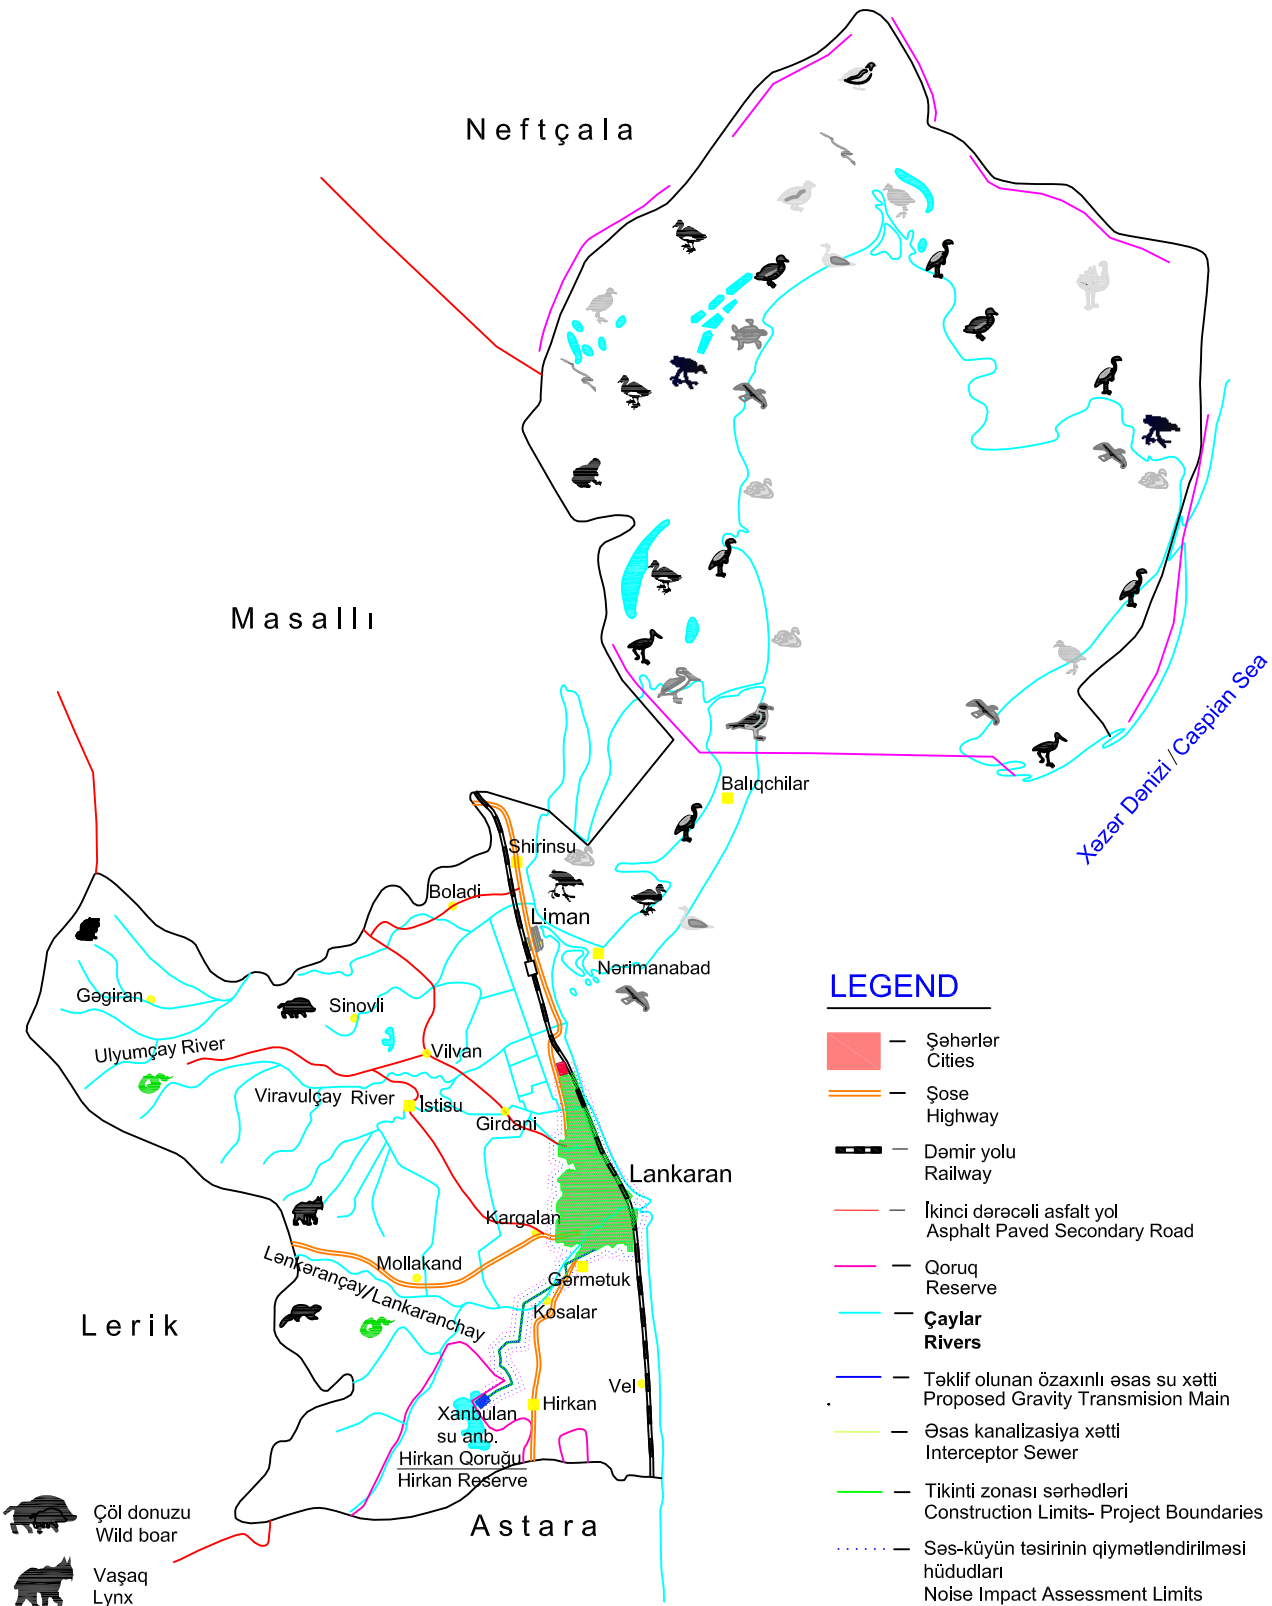 Neftçala
Masallı
Xəzər Dənizi / Caspian Sea
Balıqchilar
Shirinsu
Boladi
Liman
Nərimanabad
Gəgiran
Sinovli
Ulyumçay River
Vilvan
Viravulçay River
İstisu
Girdani
Lankaran
Kargalan
Mollakand
Gərmətuk
Lənkərançay/Lankaranchay
Kosalar
Lerik
Vel
Hirkan
Xanbulan
su anb.
Hirkan Qoruğu
Hirkan Reserve
Astara
Çöl donuzu
Wild boar
Vaşaq
Lynx
LEGEND
Şəhərlər
Cities
Şose
Highway
Dəmir yolu
Railway
İkinci dərəcəli asfalt yol
Asphalt Paved Secondary Road
Qoruq
Reserve
Çaylar
Rivers
Təklif olunan özaxınlı əsas su xətti
Proposed Gravity Transmision Main
Əsas kanalizasiya xətti
Interceptor Sewer
Tikinti zonası sərhədləri
Construction Limits- Project Boundaries
Səs-küyün təsirinin qiymətləndirilməsi
hüdudları
Noise Impact Assessment Limits